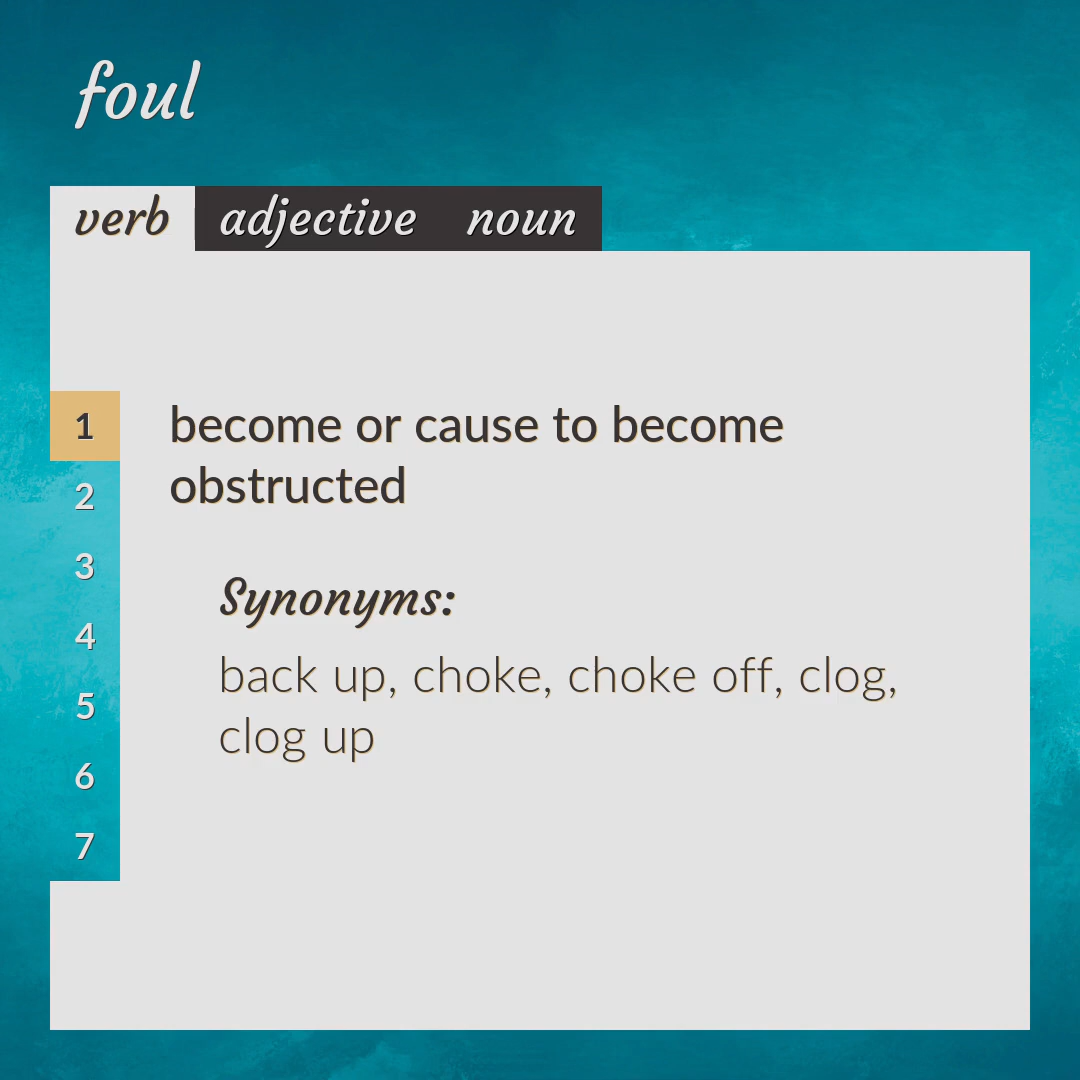 foul
verb adjective noun
1 become or cause to become
obstructed
2
3
4
5
6
7
Synonyms:
back up, choke, choke off, clog,
clog up